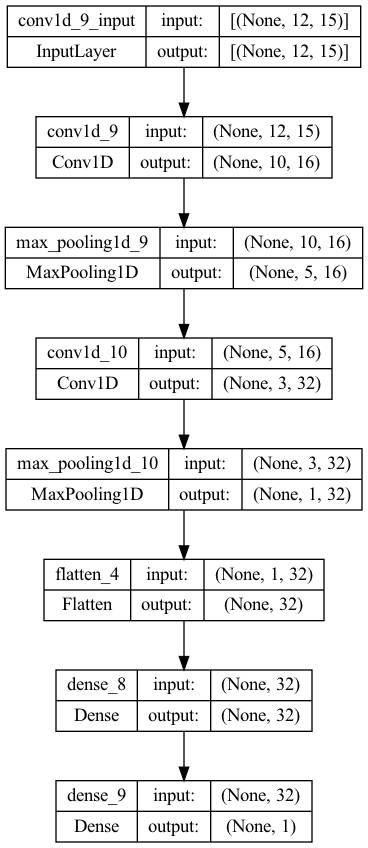 conv1d_9_input input: [(None, 12, 15)]
InputLayer output: [(None, 12, 15)]
conv1d_9 input: (None, 12, 15)
Conv1D output: (None, 10, 16)
max_pooling1d_9 input: (None, 10, 16)
MaxPooling1D output: (None, 5, 16)
conv1d_10 input: (None, 5, 16)
Conv1D output: (None, 3, 32)
max_pooling1d_10 input: (None, 3, 32)
MaxPooling1D output: (None, 1, 32)
flatten_4 input: (None, 1, 32)
Flatten output: (None, 32)
dense_8 input: (None, 32)
Dense output: (None, 32)
dense_9 input: (None, 32)
Dense output: (None, 1)